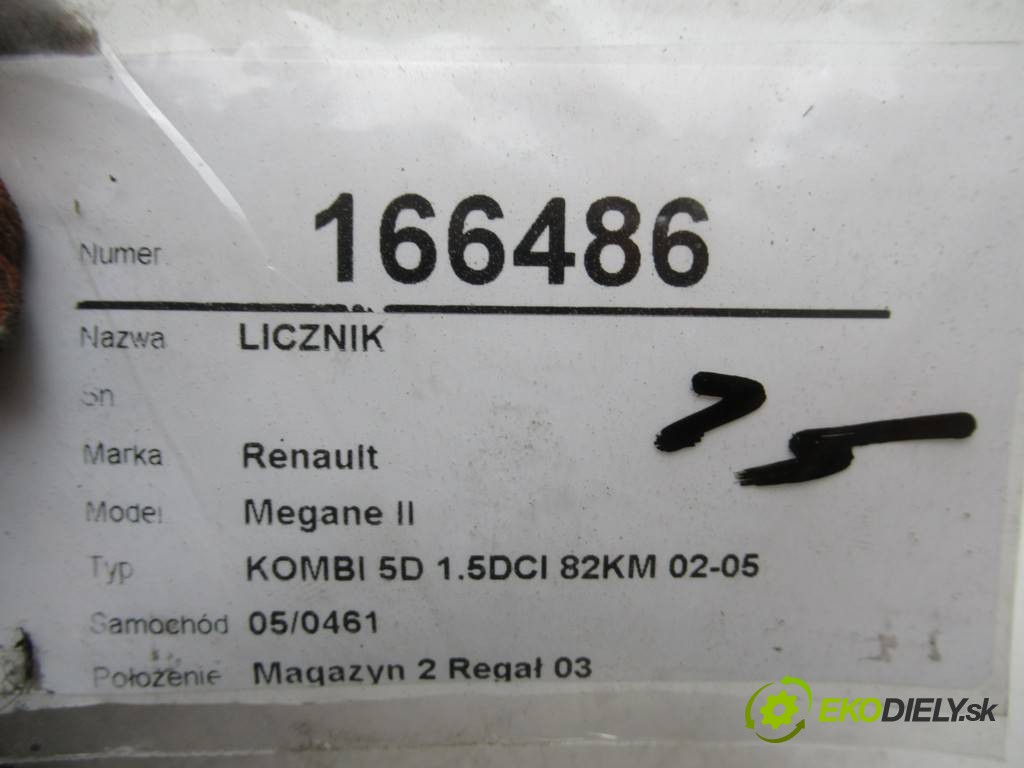 Numer 166486
Nazwa LICZNIK
Sn
Marka Renault
Model Megane II
Typ KOMBI 5D 1.5DCI 82KM 02-05
Samochód 05/0461
Położenie Magazyn 2 Regał 03
EKODIELY.sk